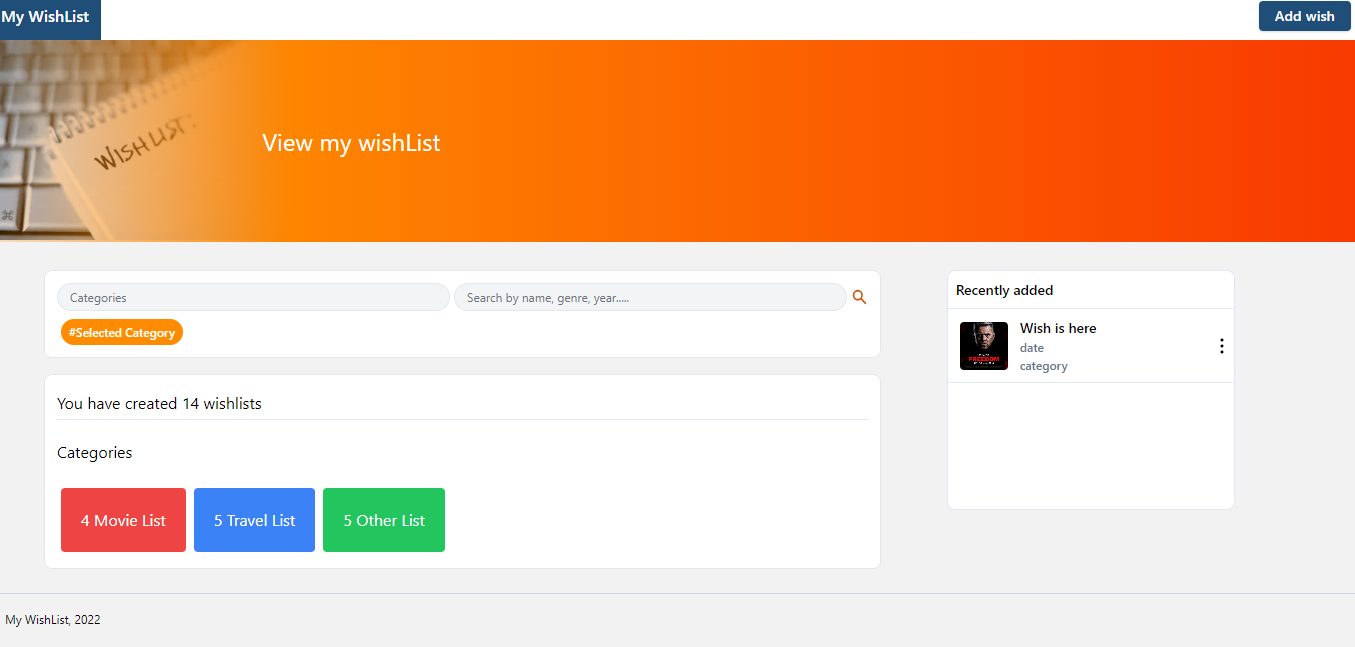 My WishList
Add wish
WISHLIST:
View my wishList
Categories
Search by name, genre, year.....
#Selected Category
Recently added
Wish is here
date
category
FREEDOM
You have created 14 wishlists
Categories
4 Movie List
5 Travel List
5 Other List
My WishList, 2022